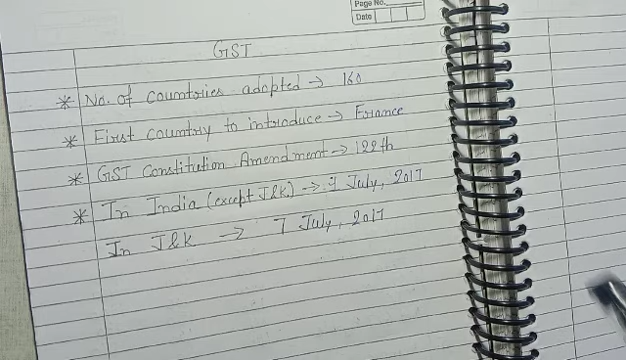 Page No.
Date
GST
* No. of countries adopted → 160
* First country to introduce → France
* GST Constitution Amendment → 122th
* In India (except J&K) → 1 July, 2017
In J&K → 7 July, 2017